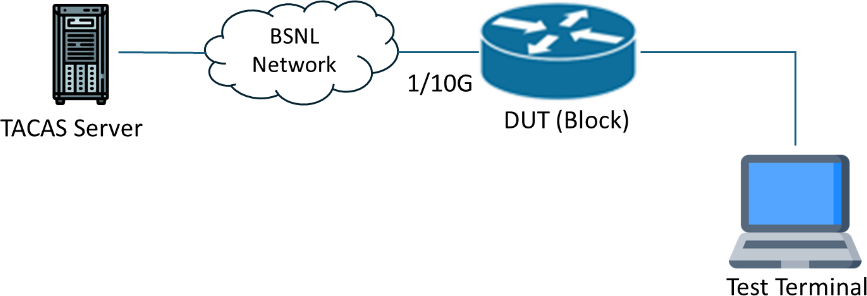 BSNL
Network
1/10G
TACAS Server
DUT (Block)
Test Terminal